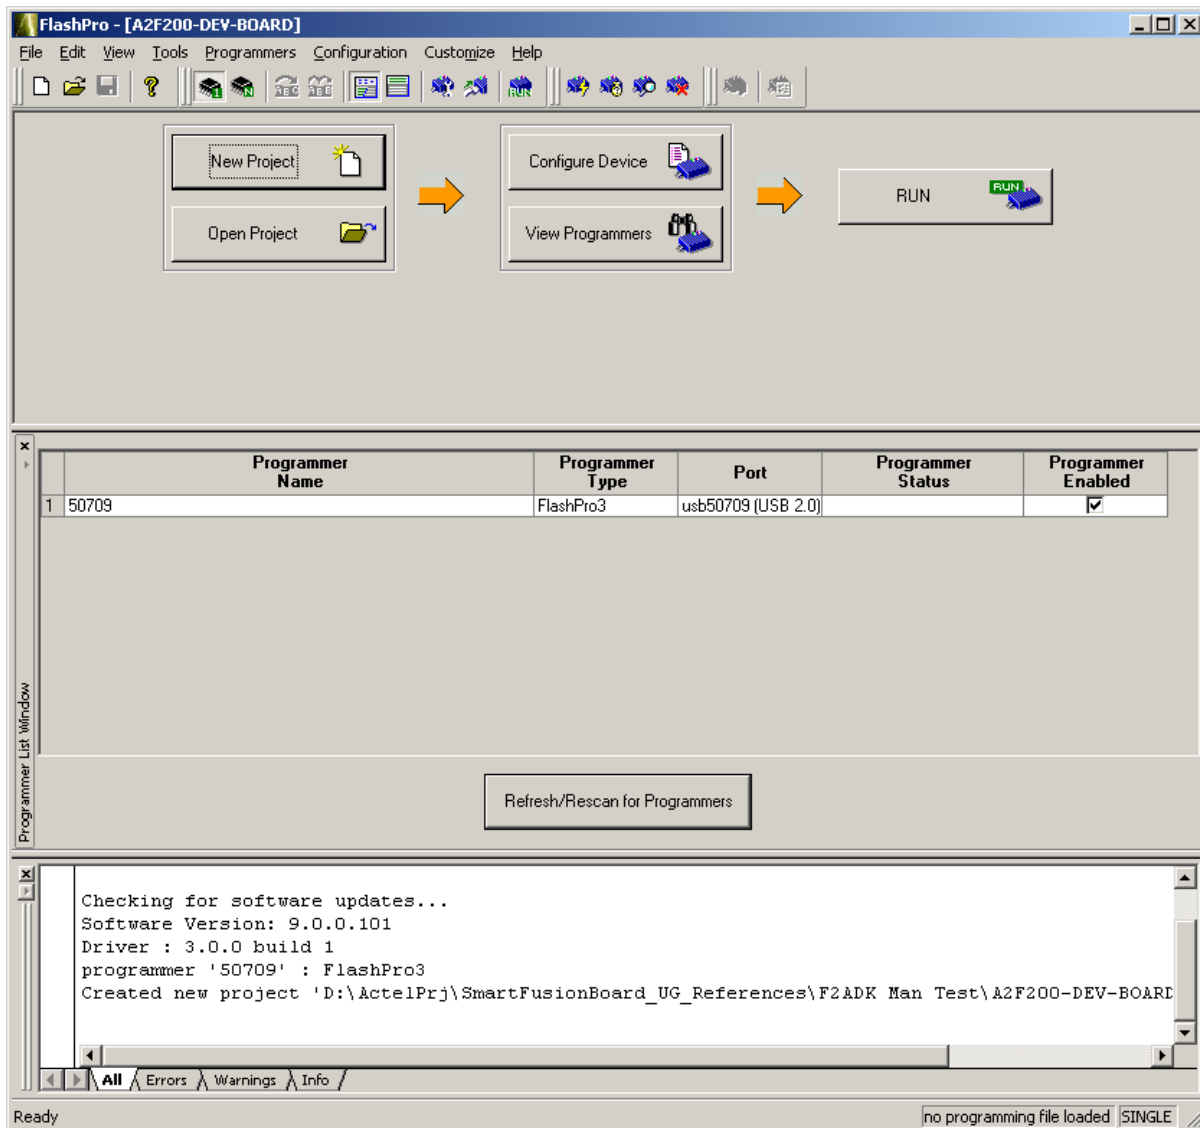 FlashPro - [A2F200-DEV-BOARD]
File Edit View Tools Programmers Configuration Customize Help
New Project
Open Project
Configure Device
View Programmers
RUN
RUN
Programmer Name
Programmer Type
Port
Programmer Status
Programmer Enabled
1 50709 FlashPro3 usb50709 (USB 2.0)
Programmer List Window
Refresh/Rescan for Programmers
Checking for software updates...
Software Version: 9.0.0.101
Driver : 3.0.0 build 1
programmer '50709' : FlashPro3
Created new project 'D:\ActelPrj\SmartFusionBoard_UG_References\F2ADK Man Test\A2F200-DEV-BOARD
All Errors Warnings Info
Ready no programming file loaded SINGLE